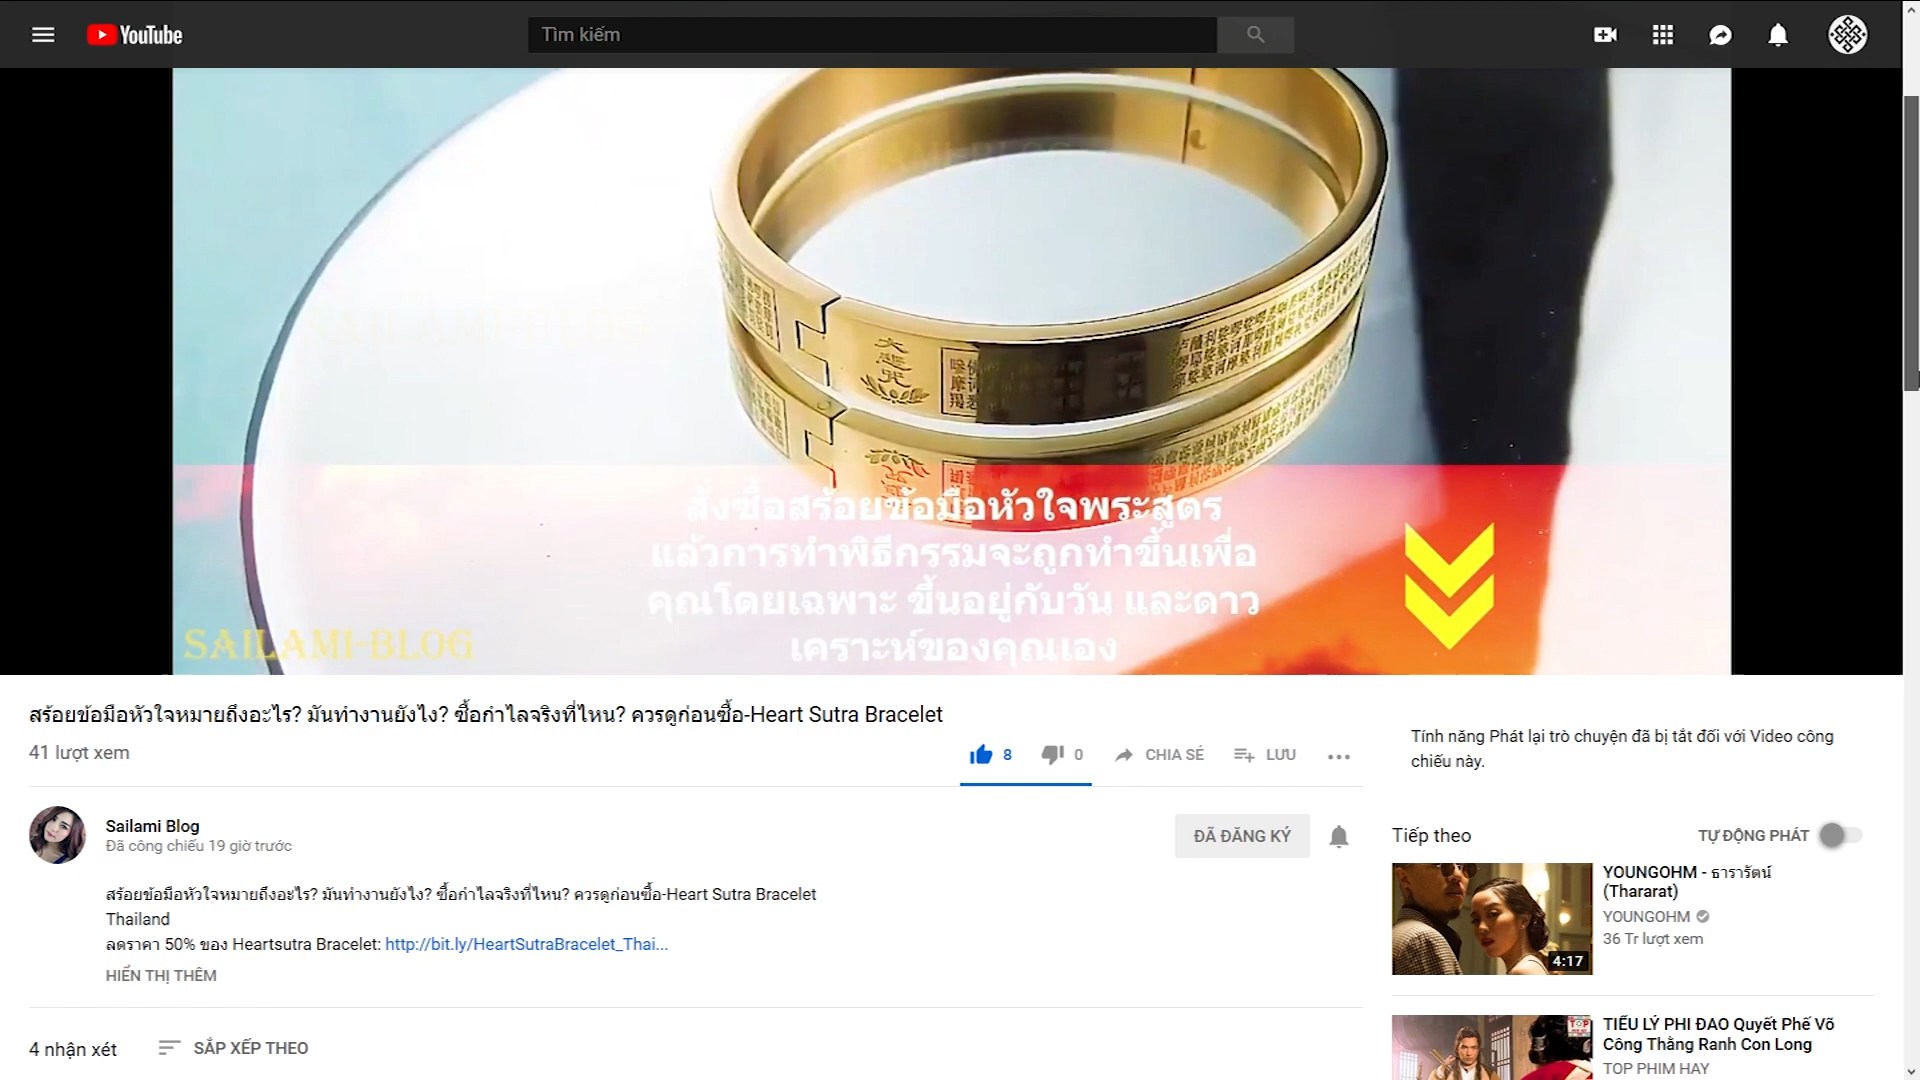 YouTube
Tìm kiếm
大悲咒
สั่งซื้อสร้อยข้อมือหัวใจพระสูตร
แล้วการทำพิธีกรรมจะถูกทำขึ้นเพื่อ
คุณโดยเฉพาะ ขึ้นอยู่กับวัน และดาว
เคราะห์ของคุณเอง
SAILAMI-BLOG
สร้อยข้อมือหัวใจหมายถึงอะไร? มันทำงานยังไง? ซื้อกำไลจริงที่ไหน? ควรดูก่อนซื้อ-Heart Sutra Bracelet
41 lượt xem
8
0
CHIA SẺ
LƯU
Sailami Blog
Đã công chiếu 19 giờ trước
ĐÃ ĐĂNG KÝ
สร้อยข้อมือหัวใจหมายถึงอะไร? มันทำงานยังไง? ซื้อกำไลจริงที่ไหน? ควรดูก่อนซื้อ-Heart Sutra Bracelet
Thailand
ลดราคา 50% ของ Heartsutra Bracelet: http://bit.ly/HeartSutraBracelet_Thai...
HIỂN THỊ THÊM
4 nhận xét
SẮP XẾP THEO
Tính năng Phát lại trò chuyện đã bị tắt đối với Video công
chiếu này.
Tiếp theo
TỰ ĐỘNG PHÁT
4:17
YOUNGOHM - ธารารัตน์
(Thararat)
YOUNGOHM
36 Tr lượt xem
TOP
TIỂU LÝ PHI ĐAO Quyết Phế Võ
Công Thằng Ranh Con Long
TOP PHIM HAY